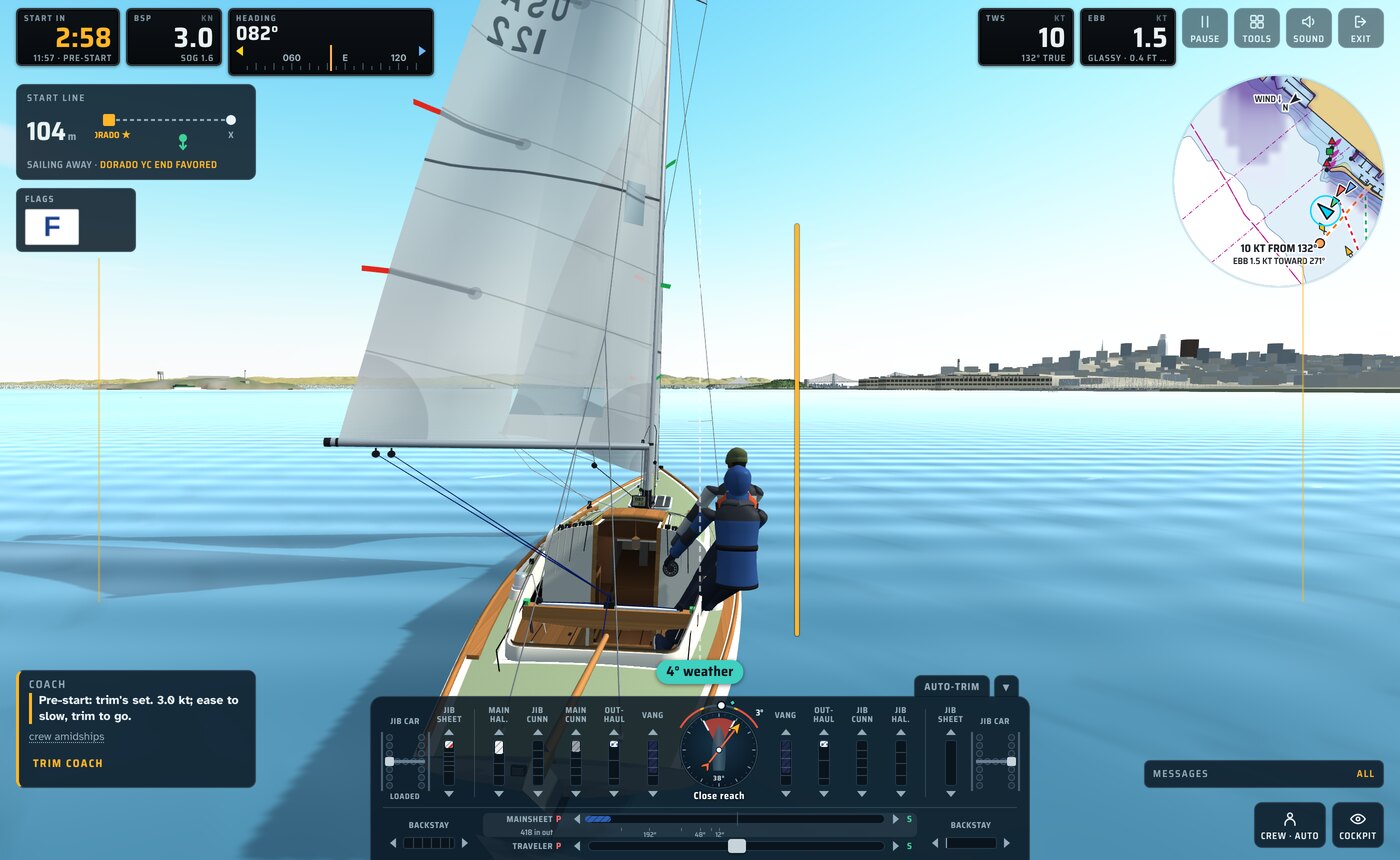 START IN
2:58
11:57 · PRE-START
BSP KN
3.0
SOG 1.6
HEADING
082°
060 E 120
TWS KT
10
132° TRUE
EBB KT
1.5
GLASSY · 0.4 FT ...
PAUSE
TOOLS
SOUND
EXIT
START LINE
104 m
ORADO ★ X
SAILING AWAY · DORADO YC END FAVORED
FLAGS
F
USA
122
WIND
N
10 KT FROM 132°
EBB 1.5 KT TOWARD 271°
4° weather
COACH
Pre-start: trim's set. 3.0 kt; ease to
slow, trim to go.
crew amidships
TRIM COACH
AUTO-TRIM ▼
JIB CAR
LOADED
JIB SHEET
MAIN HAL.
JIB CUNN
MAIN CUNN
OUT-HAUL
VANG
3°
38°
Close reach
VANG
OUT-HAUL
JIB CUNN
JIB HAL.
JIB SHEET
JIB CAR
BACKSTAY
MAINSHEET P S
418 in out 192" 48" 12"
TRAVELER P S
BACKSTAY
MESSAGES ALL
CREW · AUTO
COCKPIT